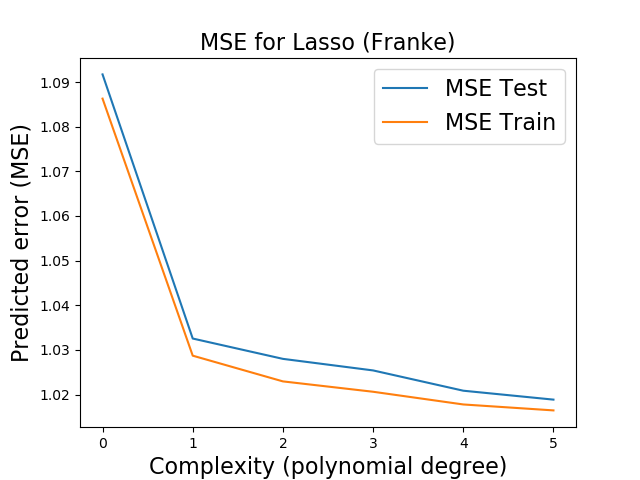 MSE for Lasso (Franke)
MSE Test
MSE Train
Predicted error (MSE)
1.09
1.08
1.07
1.06
1.05
1.04
1.03
1.02
0 1 2 3 4 5
Complexity (polynomial degree)